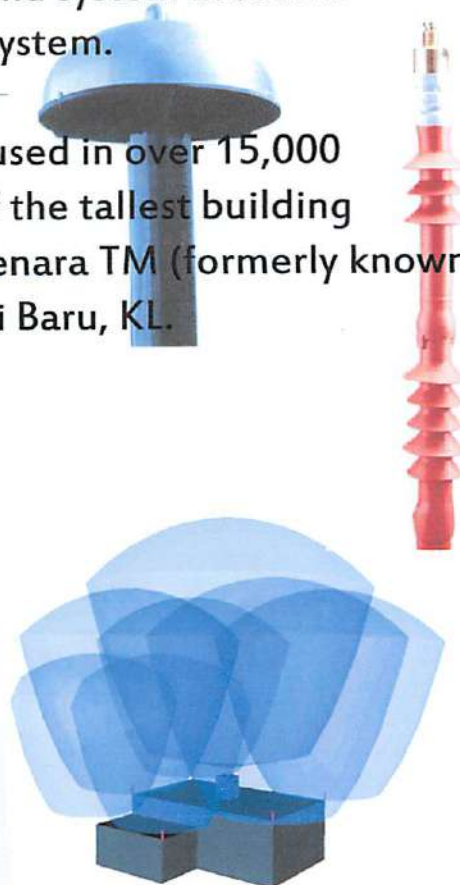 ystem.
used in over 15,000
the tallest building
enara TM (formerly known
i Baru, KL.